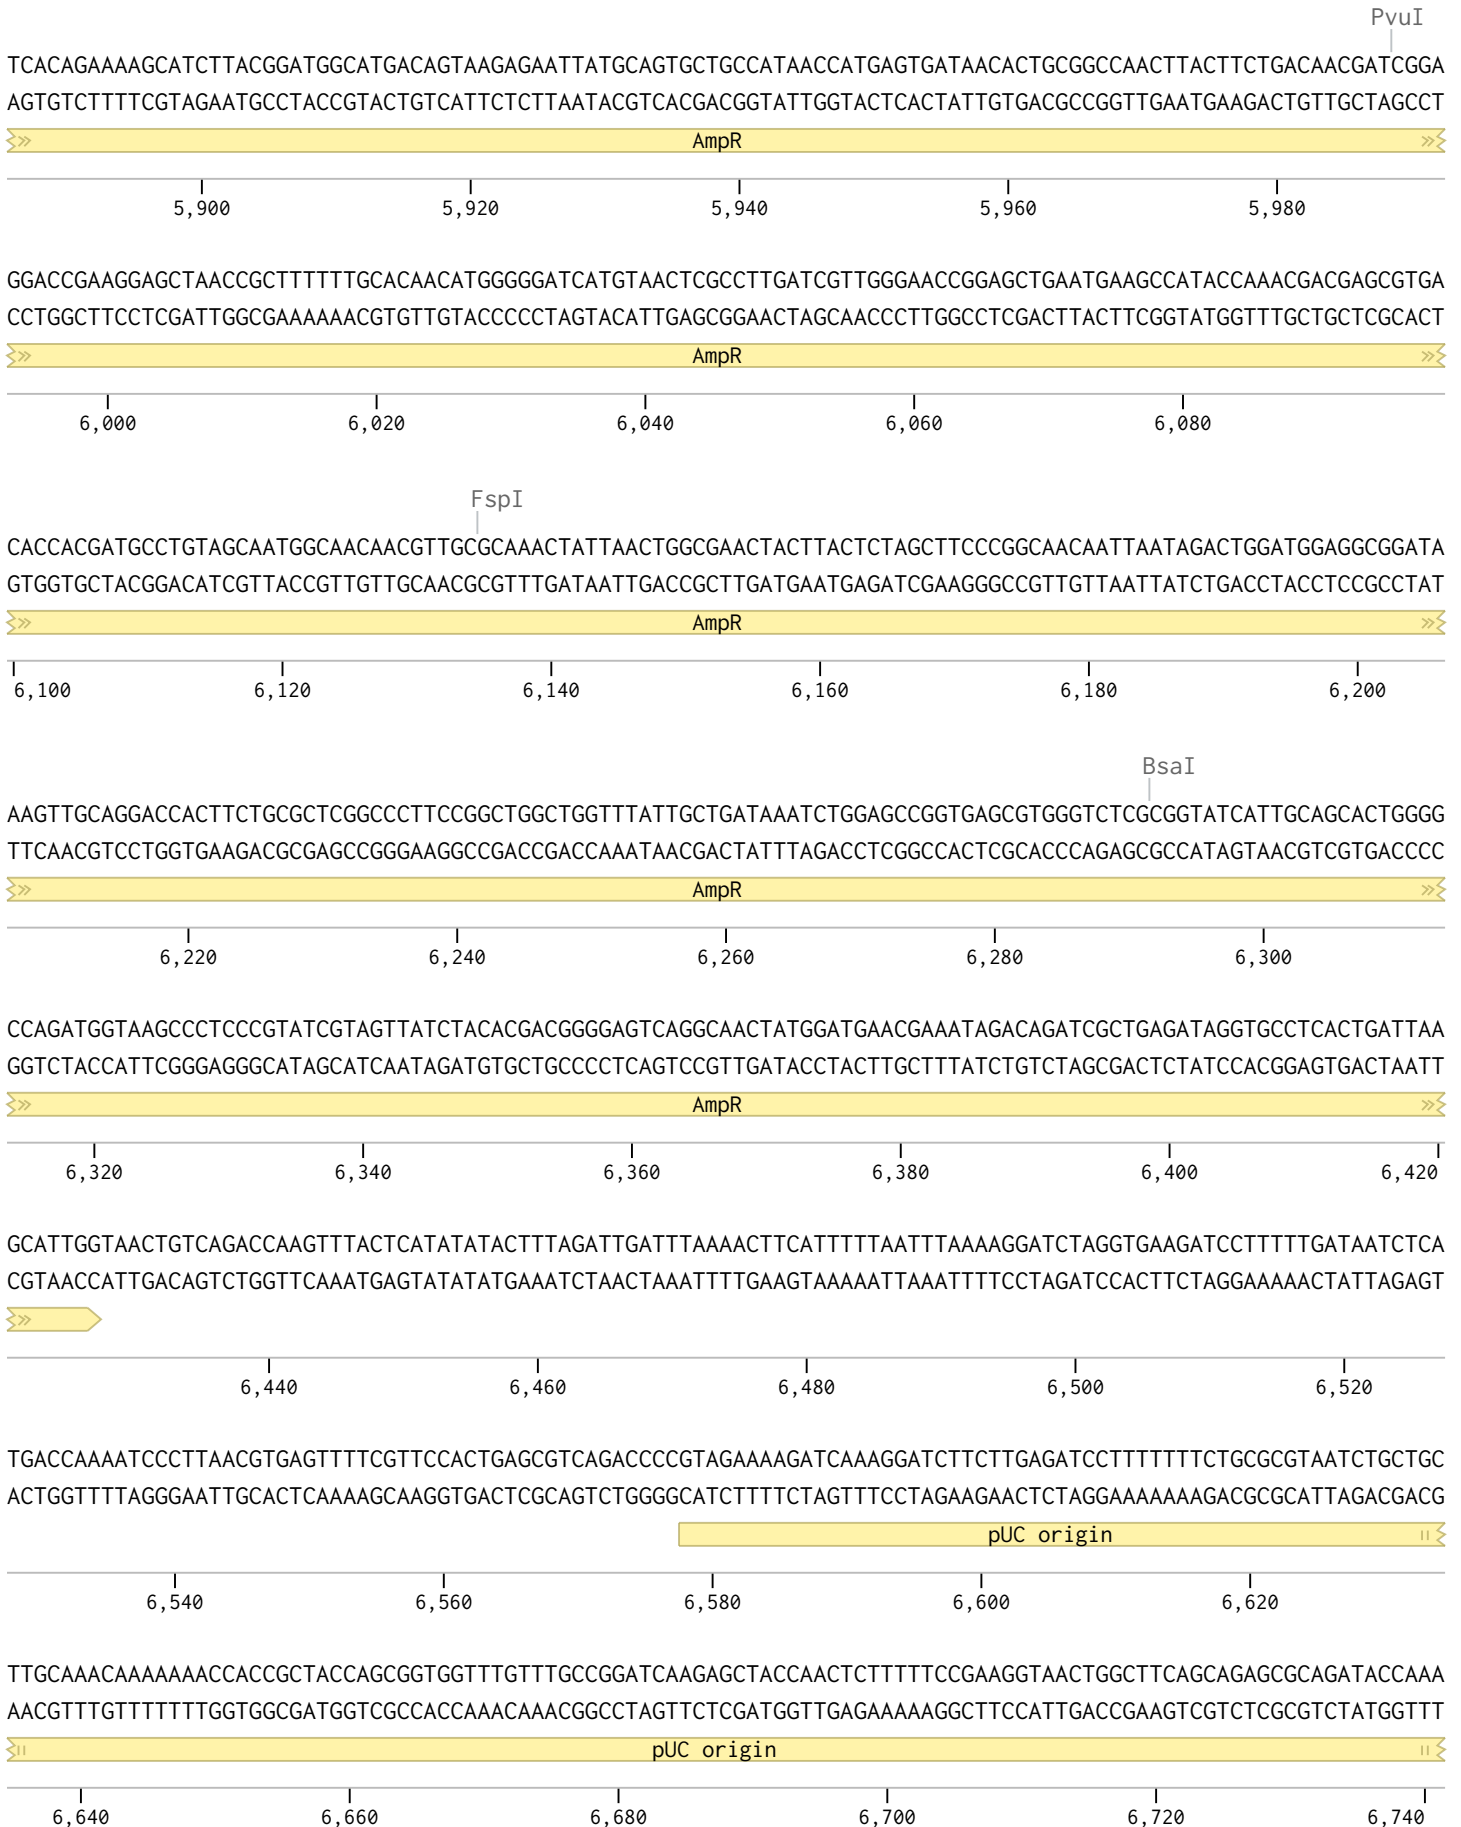 PvuI
TCACAGAAAAGCATCTTACGGATGGCATGACAGTAAGAGAATTATGCAGTGCTGCCATAACCATGAGTGATAACACTGCGGCCAACTTACTTCTGACAACGATCGGA
AGTGTCTTTTCGTAGAATGCCTACCGTACTGTCATTCTCTTAATACGTCACGACGGTATTGGTACTCACTATTGTGACGCCGGTTGAATGAAGACTGTTGCTAGCCT
AmpR
5,900 5,920 5,940 5,960 5,980
GGACCGAAGGAGCTAACCGCTTTTTTGCACAACATGGGGGATCATGTAACTCGCCTTGATCGTTGGGAACCGGAGCTGAATGAAGCCATACCAAACGACGAGCGTGA
CCTGGCTTCCTCGATTGGCGAAAAAACGTGTTGTACCCCCTAGTACATTGAGCGGAACTAGCAACCCTTGGCCTCGACTTACTTCGGTATGGTTTGCTGCTCGCACT
AmpR
6,000 6,020 6,040 6,060 6,080
FspI
CACCACGATGCCTGTAGCAATGGCAACAACGTTGCGCAAACTATTAACTGGCGAACTACTTACTCTAGCTTCCCGGCAACAATTAATAGACTGGATGGAGGCGGATA
GTGGTGCTACGGACATCGTTACCGTTGTTGCAACGCGTTTGATAATTGACCGCTTGATGAATGAGATCGAAGGGCCGTTGTTAATTATCTGACCTACCTCCGCCTAT
AmpR
6,100 6,120 6,140 6,160 6,180 6,200
BsaI
AAGTTGCAGGACCACTTCTGCGCTCGGCCCTTCCGGCTGGCTGGTTTATTGCTGATAAATCTGGAGCCGGTGAGCGTGGGTCTCGCGGTATCATTGCAGCACTGGGG
TTCAACGTCCTGGTGAAGACGCGAGCCGGGAAGGCCGACCGACCAAATAACGACTATTTAGACCTCGGCCACTCGCACCCAGAGCGCCATAGTAACGTCGTGACCCC
AmpR
6,220 6,240 6,260 6,280 6,300
CCAGATGGTAAGCCCTCCCGTATCGTAGTTATCTACACGACGGGGAGTCAGGCAACTATGGATGAACGAAATAGACAGATCGCTGAGATAGGTGCCTCACTGATTAA
GGTCTACCATTCGGGAGGGCATAGCATCAATAGATGTGCTGCCCCTCAGTCCGTTGATACCTACTTGCTTTATCTGTCTAGCGACTCTATCCACGGAGTGACTAATT
AmpR
6,320 6,340 6,360 6,380 6,400 6,420
GCATTGGTAACTGTCAGACCAAGTTTACTCATATATACTTTAGATTGATTTAAAACTTCATTTTTAATTTAAAAGGATCTAGGTGAAGATCCTTTTTGATAATCTCA
CGTAACCATTGACAGTCTGGTTCAAATGAGTATATATGAAATCTAACTAAATTTTGAAGTAAAAATTAAATTTTCCTAGATCCACTTCTAGGAAAAACTATTAGAGT
6,440 6,460 6,480 6,500 6,520
TGACCAAAATCCCTTAACGTGAGTTTTCGTTCCACTGAGCGTCAGACCCCGTAGAAAAGATCAAAGGATCTTCTTGAGATCCTTTTTTTCTGCGCGTAATCTGCTGC
ACTGGTTTTAGGGAATTGCACTCAAAAGCAAGGTGACTCGCAGTCTGGGGCATCTTTTCTAGTTTCCTAGAAGAACTCTAGGAAAAAAAGACGCGCATTAGACGACG
pUC origin
6,540 6,560 6,580 6,600 6,620
TTGCAAACAAAAAAACCACCGCTACCAGCGGTGGTTTGTTTGCCGGATCAAGAGCTACCAACTCTTTTTCCGAAGGTAACTGGCTTCAGCAGAGCGCAGATACCAAA
AACGTTTGTTTTTTTGGTGGCGATGGTCGCCACCAAACAAACGGCCTAGTTCTCGATGGTTGAGAAAAAGGCTTCCATTGACCGAAGTCGTCTCGCGTCTATGGTTT
pUC origin
6,640 6,660 6,680 6,700 6,720 6,740